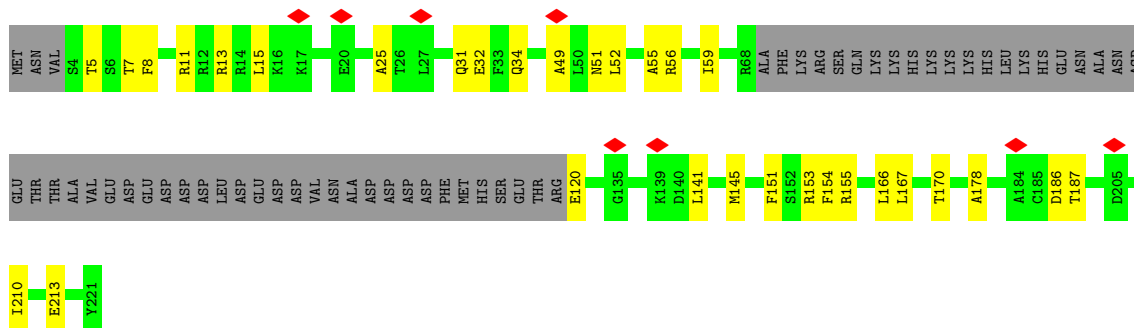 MET ASN VAL S4 T5 S6 T7 F8 R11 R12 R13 R14 L15 K16 K17 E20 A25 T26 L27 Q31 E32 F33 Q34 A49 L50 N51 L52 A55 R56 I59 R68 ALA PHE LYS ARG SER GLN LYS LYS HIS LYS LYS LYS HIS LEU LYS HIS GLU ASN ALA ASN ASP
GLU THR THR ALA VAL GLU ASP GLU ASP ASP ASP LEU ASP GLU ASP ASP VAL ASN ALA ASP ASP ASP ASP PHE MET HIS SER GLU THR ARG E120 G135 K139 D140 L141 M145 F151 S152 R153 F154 R155 L166 L167 T170 A178 A184 C185 D186 T187 D205
I210 E213 Y221